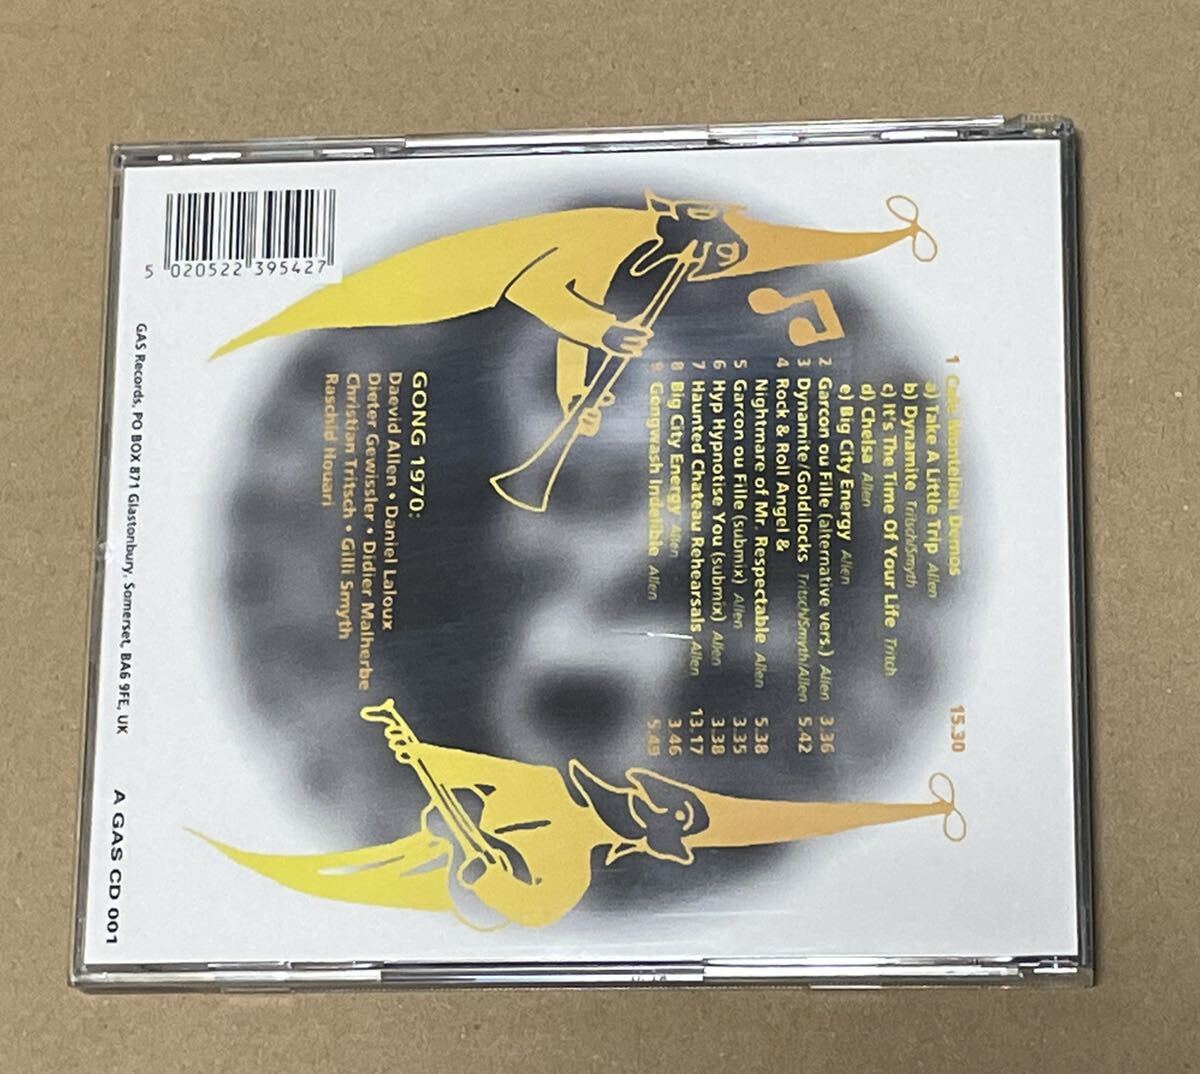 1 Café Montelieu Demos 15.30
a) Take A Little Trip Allen
b) Dynamite Tritsch/Smyth
c) It's The Time Of Your Life Tritch
d) Chelsa Allen
e) Big City Energy Allen
2 Garcon ou Fille (alternative vers.) Allen 3.36
3 Dynamite/Goldilocks Tritsch/Smyth/Allen 5.42
4 Rock & Roll Angel &
Nightmare of Mr. Respectable Allen 5.38
5 Garcon ou Fille (submix) Allen 3.35
6 Hyp Hypnotise You (submix) Allen 3.38
7 Haunted Chateau Rehearsals Allen 13.17
8 Big City Energy Allen 3.46
9 Gongwash Indelible Allen 5.49
GONG 1970:
Daevid Allen • Daniel Laloux
Dieter Gewissler • Didier Malherbe
Christian Tritsch • Gilli Smyth
Raschid Houari
5 020522 395427
GAS Records, PO BOX 871 Glastonbury, Somerset, BA6 9FE, UK
A GAS CD 001